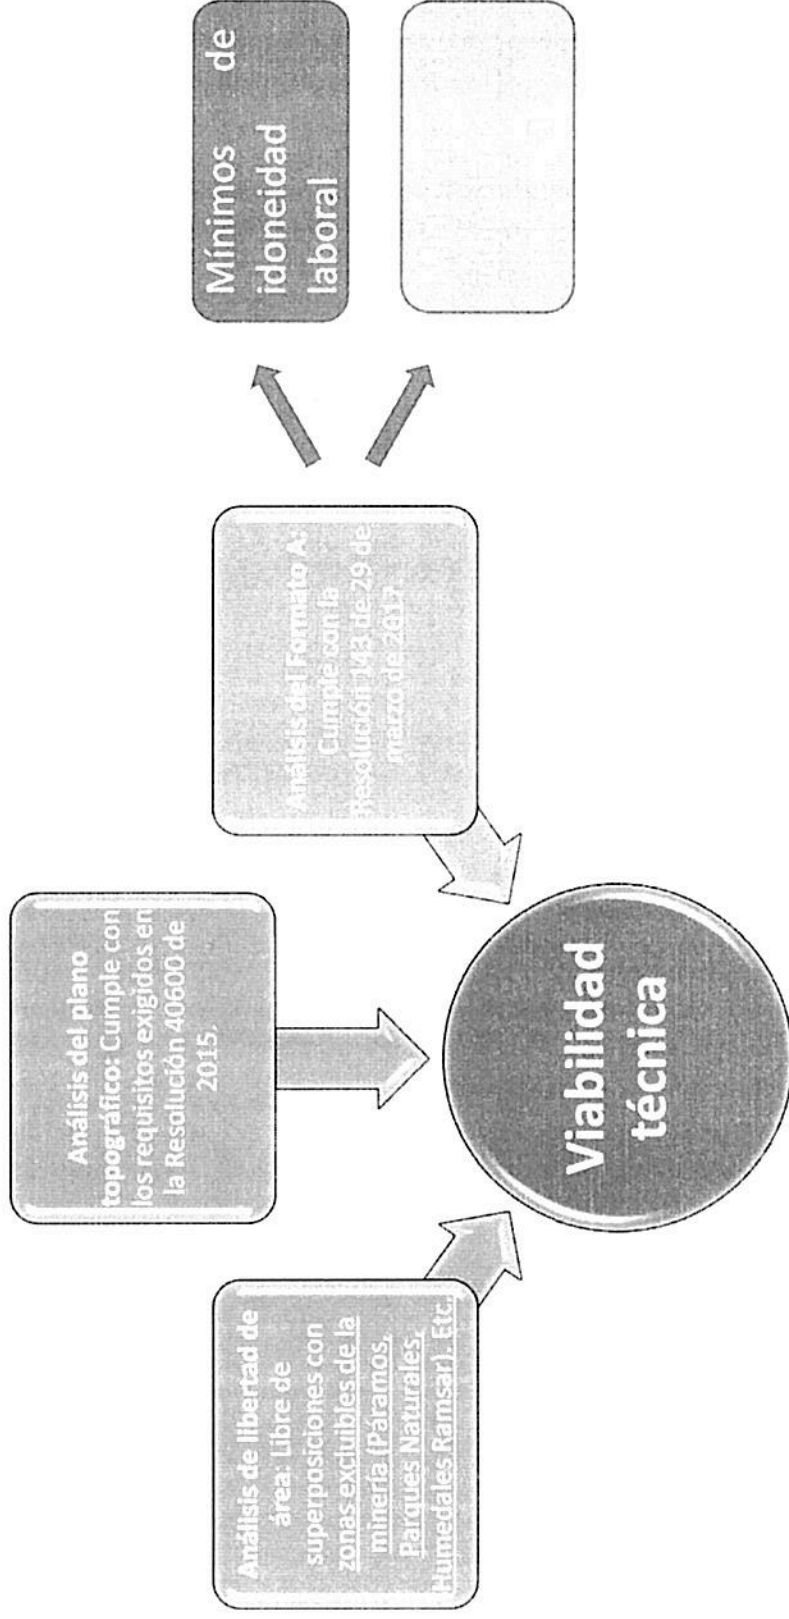 Análisis de libertad de
área: Libre de
superposiciones con
zonas excluibles de la
minería (Páramos,
Parques Naturales,
Humedales Ramsar). Etc.
Análisis del plano
topográfico: Cumple con
los requisitos exigidos en
la Resolución 40600 de
2015.
Análisis del Formato A:
Cumple con la
Resolución 143 de 29 de
marzo de 2017.
Viabilidad
técnica
Mínimos de
idoneidad
laboral